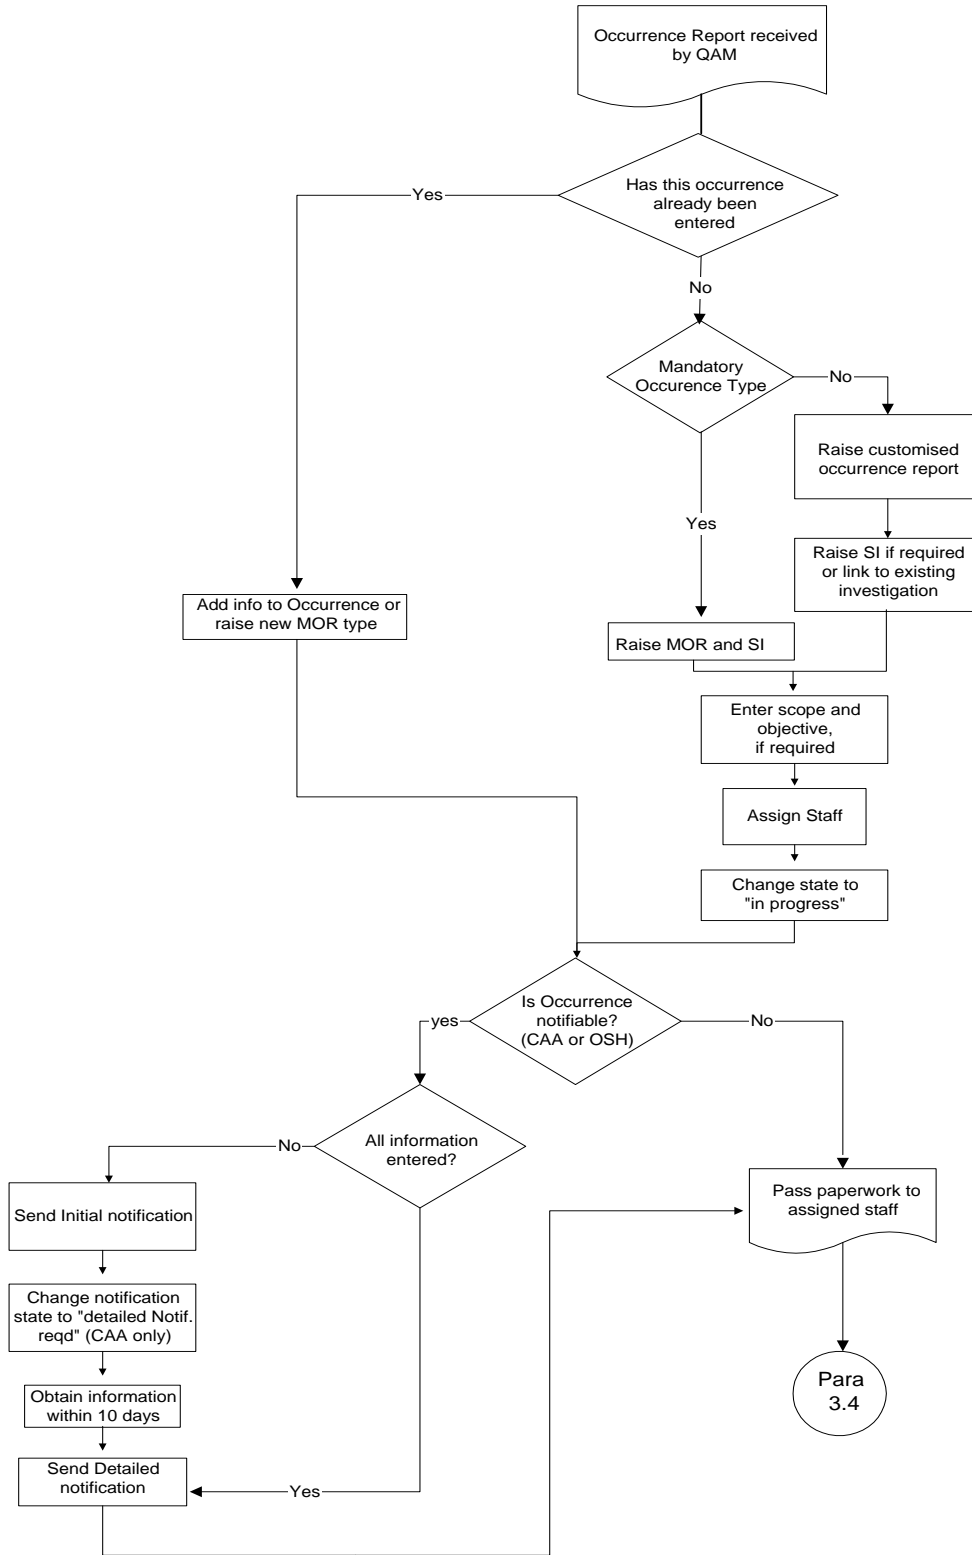 Occurrence Report received
by QAM
Has this occurrence
already been
entered
Yes
No
Mandatory
Occurence Type
No
Raise customised
occurrence report
Yes
Raise SI if required
or link to existing
investigation
Add info to Occurrence or
raise new MOR type
Raise MOR and SI
Enter scope and
objective,
if required
Assign Staff
Change state to
"in progress"
Is Occurrence
notifiable?
(CAA or OSH)
yes
No
All information
entered?
No
Pass paperwork to
assigned staff
Send Initial notification
Change notification
state to "detailed Notif.
reqd" (CAA only)
Para
3.4
Obtain information
within 10 days
Send Detailed
notification
Yes